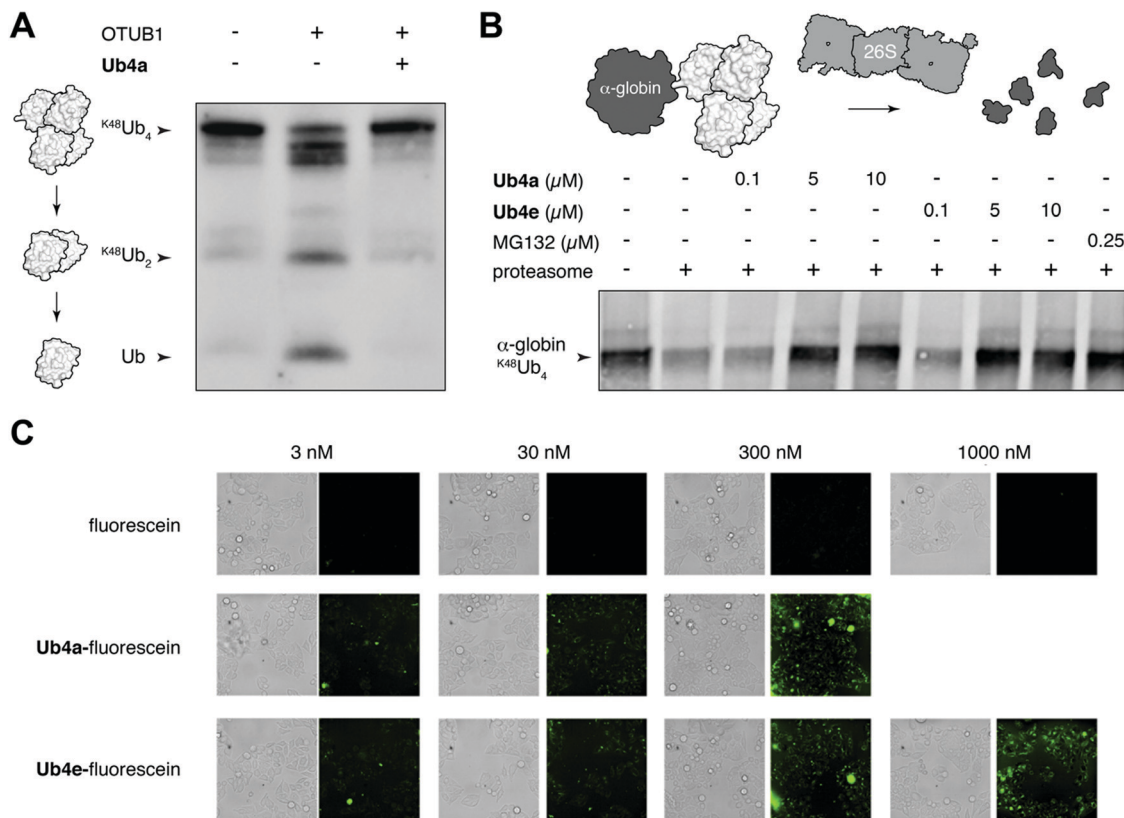 A
OTUB1 - + +
Ub4a - - +
K48Ub4
K48Ub2
Ub
B
α-globin
26S
Ub4a (μM) - - 0.1 5 10 - - - -
Ub4e (μM) - - - - - 0.1 5 10 -
MG132 (μM) - - - - - - - - 0.25
proteasome - + + + + + + + +
α-globin
K48Ub4
C
3 nM 30 nM 300 nM 1000 nM
fluorescein
Ub4a-fluorescein
Ub4e-fluorescein